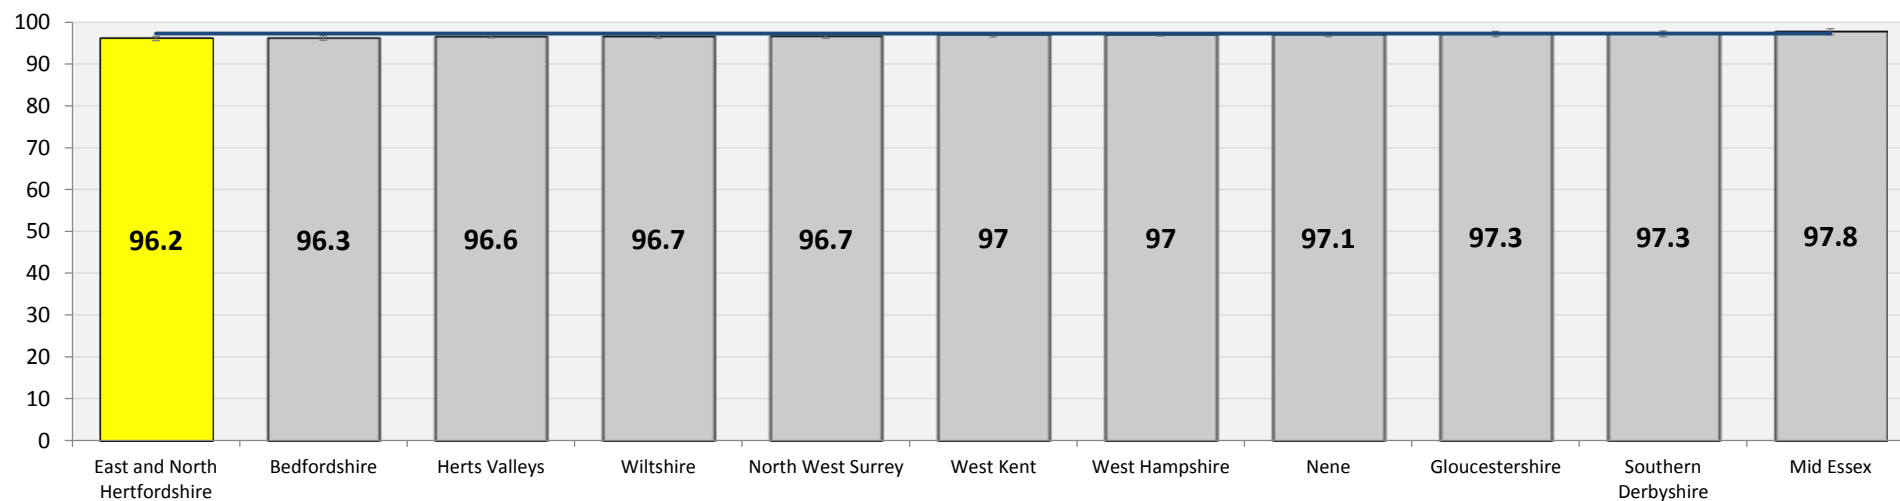 100
90
80
70
60
50
40
30
20
10
0
96.2
96.3
96.6
96.7
96.7
97
97
97.1
97.3
97.3
97.8
East and North
Hertfordshire
Bedfordshire
Herts Valleys
Wiltshire
North West Surrey
West Kent
West Hampshire
Nene
Gloucestershire
Southern
Derbyshire
Mid Essex